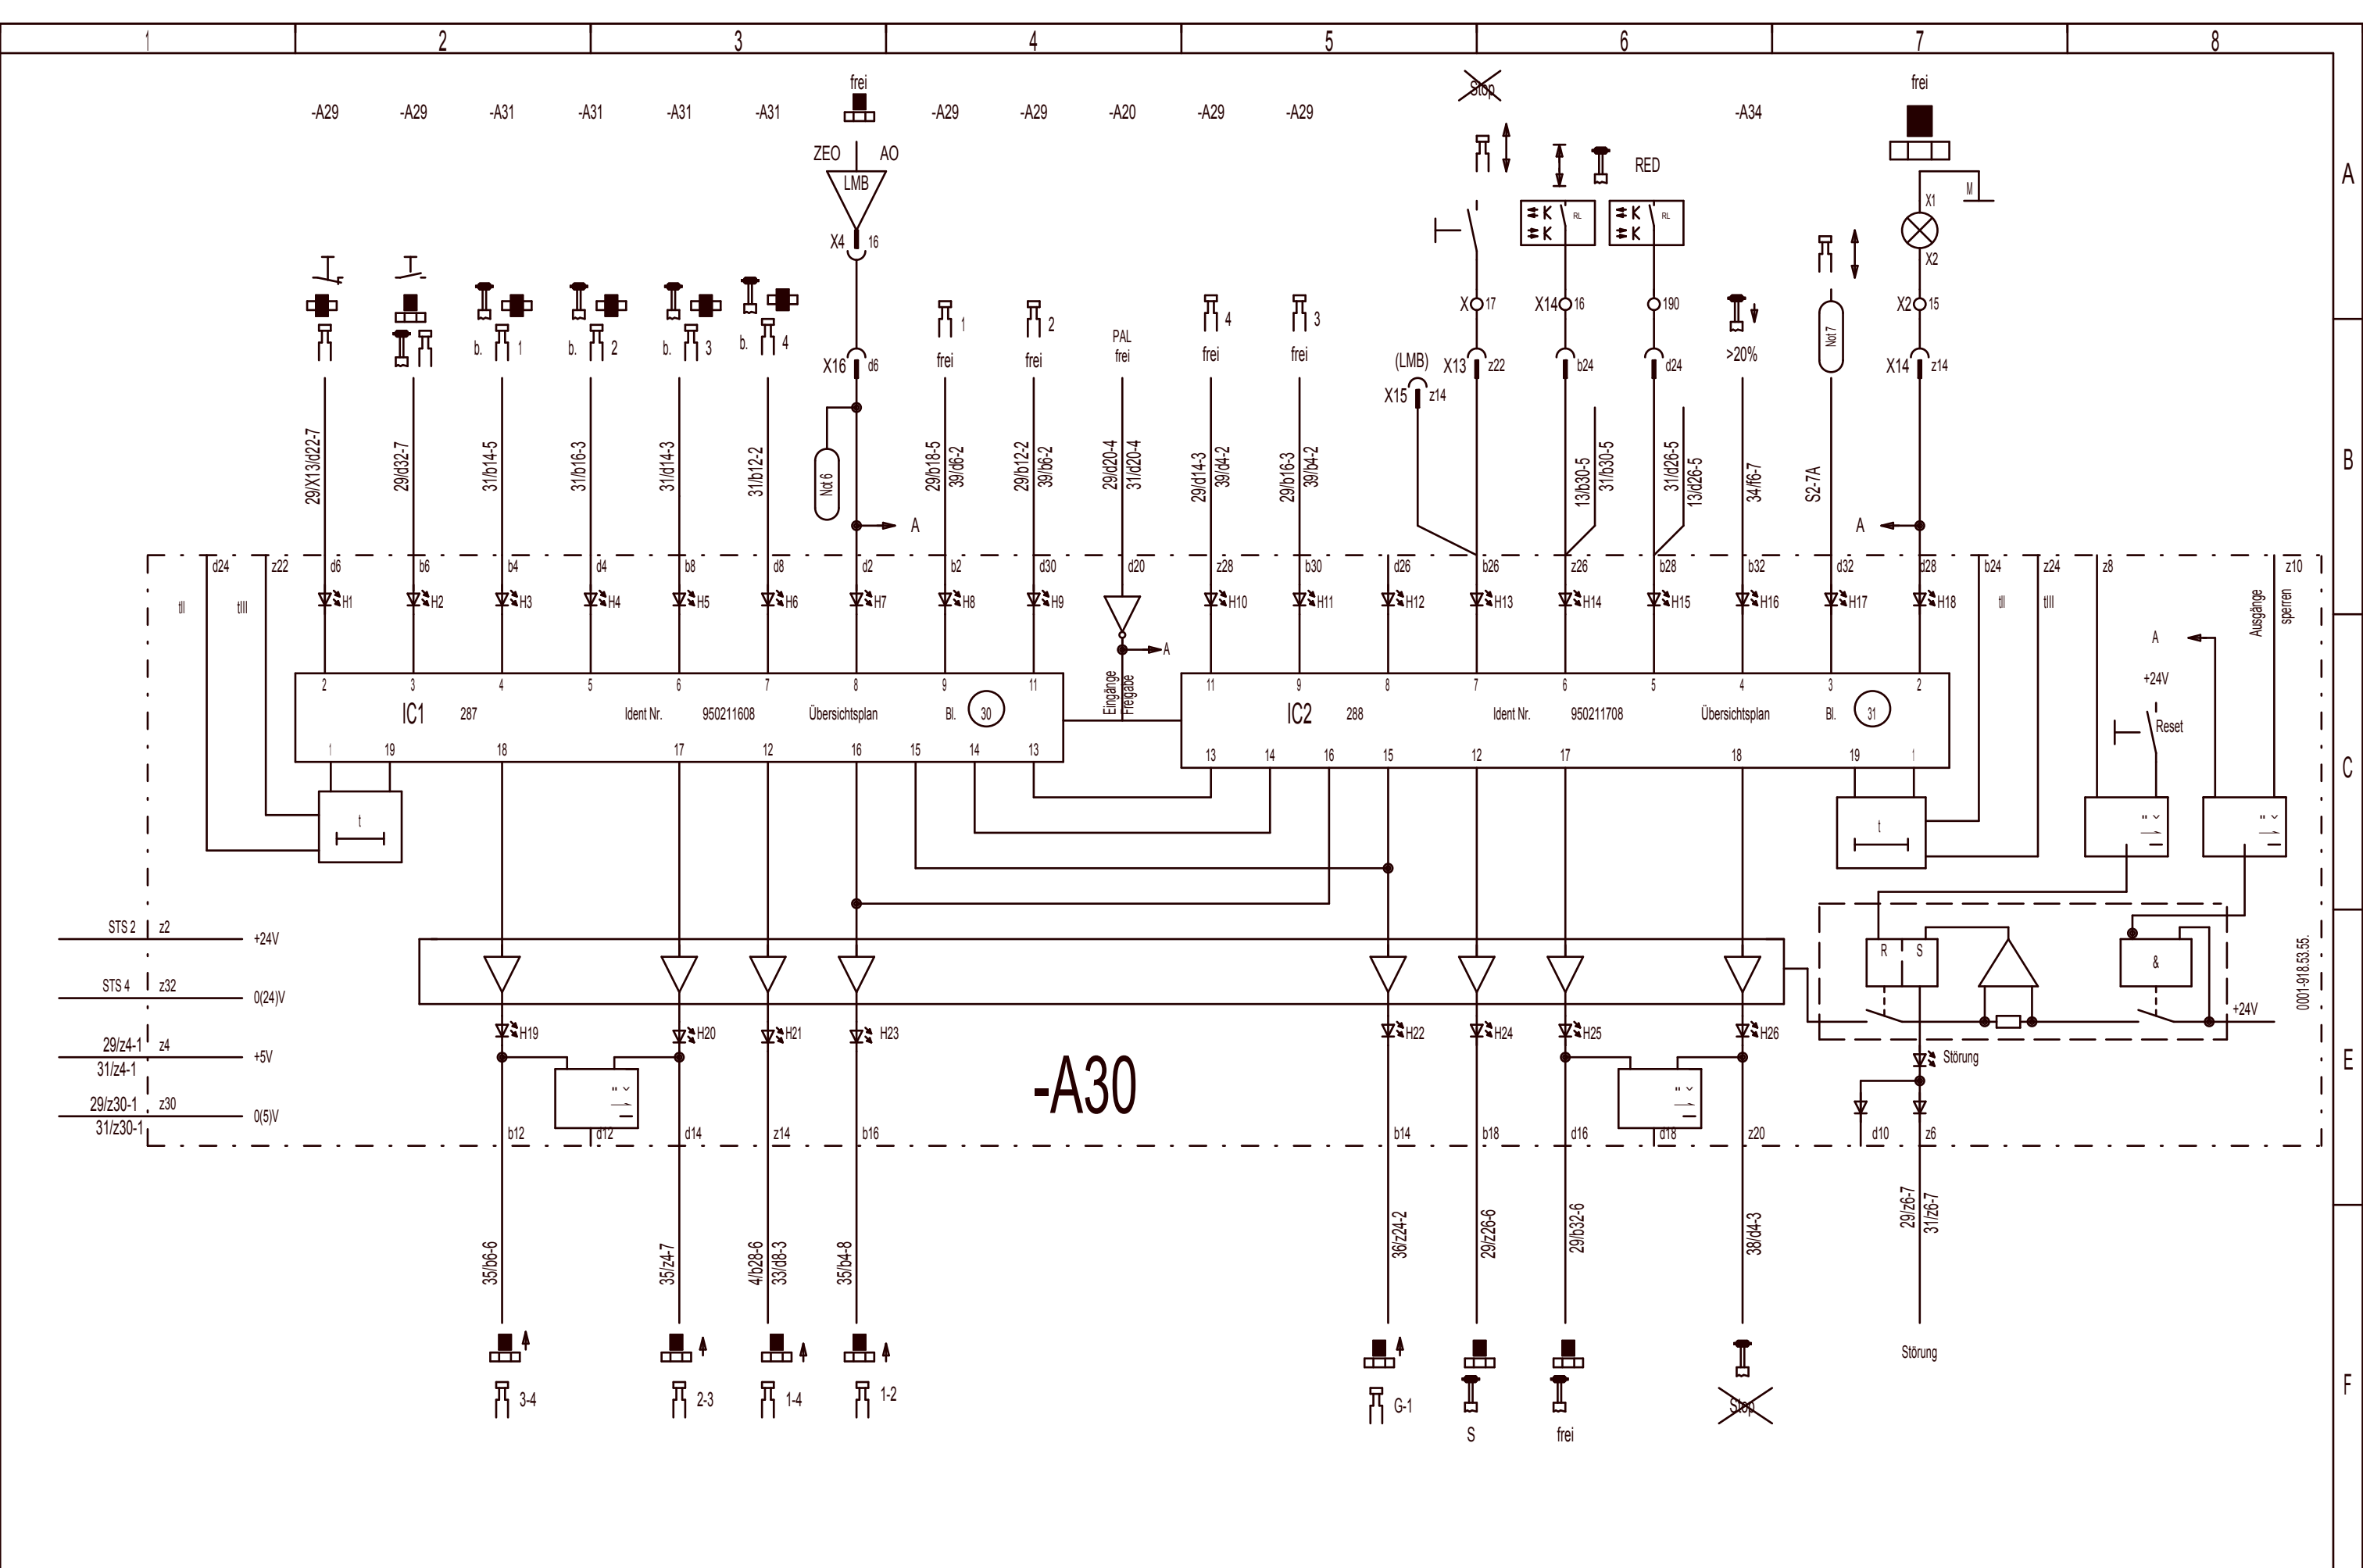 1 2 3 4 5 6 7 8
frei Stop frei
-A29 -A29 -A31 -A31 -A31 -A31 -A29 -A29 -A20 -A29 -A29 -A34
ZEO AO RED
LMB RL RL M
X1
X4 16
X2
X 17 X14 16 190 X2 15
1 2 4 3
b. 1 b. 2 b. 3 b. 4
PAL
frei frei frei frei frei
>20% Not 7
X16 d6 (LMB) X13 z22 b24 d24 X14 z14
X15 z14
29/X13/d22-7
29/d32-7
31/b14-5
31/b16-3
31/d14-3
31/b12-2
Not 6
29/b18-5
39/d6-2
29/b12-2
39/b6-2
29/d20-4
31/d20-4
29/d14-3
39/d4-2
29/b16-3
39/b4-2
13/b30-5
31/b30-5
31/d26-5
13/d26-5
34/f6-7
S2-7A
A A
d24 z22 d6 b6 b4 d4 b8 d8 d2 b2 d30 d20 z28 b30 d26 b26 z26 b28 b32 d32 d28 b24 z24 z8 z10
tII tIII H1 H2 H3 H4 H5 H6 H7 H8 H9 H10 H11 H12 H13 H14 H15 H16 H17 H18 tII tIII
Ausgänge
sperren
A A
Eingänge
Freigabe
+24V
Reset
2 3 4 5 6 7 8 9 11 11 9 8 7 6 5 4 3 2
IC1 287 Ident Nr. 950211608 Übersichtsplan Bl. 30
IC2 288 Ident Nr. 950211708 Übersichtsplan Bl. 31
1 19 18 17 12 16 15 14 13 13 14 16 15 12 17 18 19 1
t t
STS 2 z2 +24V
STS 4 z32 0(24)V
29/z4-1 z4 +5V
31/z4-1
29/z30-1 z30 0(5)V
31/z30-1
R S &
+24V
0001-918.53.55.
H19 H20 H21 H23 H22 H24 H25 H26
Störung
-A30
b12 d12 d14 z14 b16 b14 b18 d16 d18 z20 d10 z6
35/b6-6
35/z4-7
4/b28-6
33/d8-3
35/b4-8
36/z24-2
29/z26-6
29/b32-6
38/d4-3
29/z6-7
31/z6-7
Störung
3-4 2-3 1-4 1-2 G-1 Stop
S frei
A
B
C
E
F